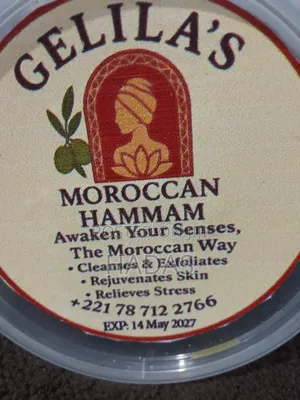 GELILA'S
MOROCCAN
HAMMAM
Awaken Your Senses,
The Moroccan Way
• Cleanses & Exfoliates
• Rejuvenates Skin
• Relieves Stress
+221 78 712 2766
EXP: 14 May 2027